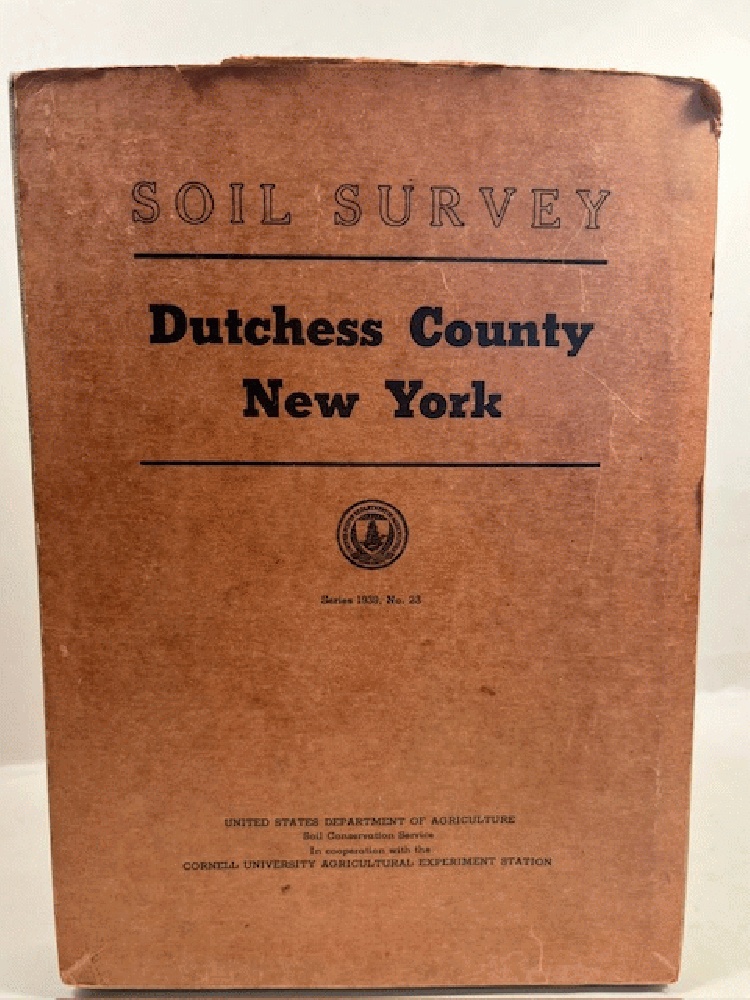 SOIL SURVEY
Dutchess County
New York
Series 1939, No. 23
UNITED STATES DEPARTMENT OF AGRICULTURE
Soil Conservation Service
In cooperation with the
CORNELL UNIVERSITY AGRICULTURAL EXPERIMENT STATION